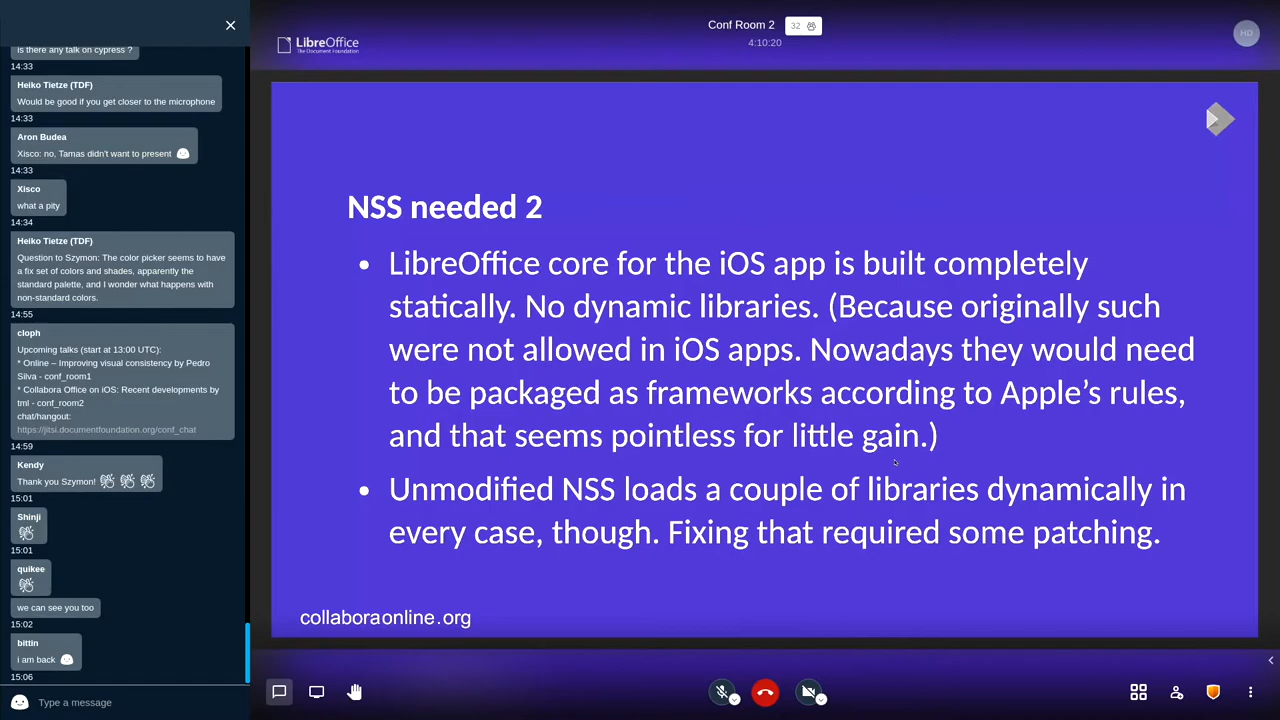 is there any talk on cypress ?
14:33
Heiko Tietze (TDF)
Would be good if you get closer to the microphone
14:33
Aron Budea
Xisco: no, Tamas didn't want to present
14:33
Xisco
what a pity
14:34
Heiko Tietze (TDF)
Question to Szymon: The color picker seems to have
a fix set of colors and shades, apparently the
standard palette, and I wonder what happens with
non-standard colors.
14:55
cloph
Upcoming talks (start at 13:00 UTC):
* Online – Improving visual consistency by Pedro
Silva - conf_room1
* Collabora Office on iOS: Recent developments by
tml - conf_room2
chat/hangout:
https://jitsi.documentfoundation.org/conf_chat
14:59
Kendy
Thank you Szymon!
15:01
Shinji
15:01
quikee
we can see you too
15:02
bittin
i am back
15:06
Type a message
LibreOffice
The Document Foundation
Conf Room 2
32
4:10:20
HD
NSS needed 2
• LibreOffice core for the iOS app is built completely
statically. No dynamic libraries. (Because originally such
were not allowed in iOS apps. Nowadays they would need
to be packaged as frameworks according to Apple’s rules,
and that seems pointless for little gain.)
• Unmodified NSS loads a couple of libraries dynamically in
every case, though. Fixing that required some patching.
collaboraonline.org